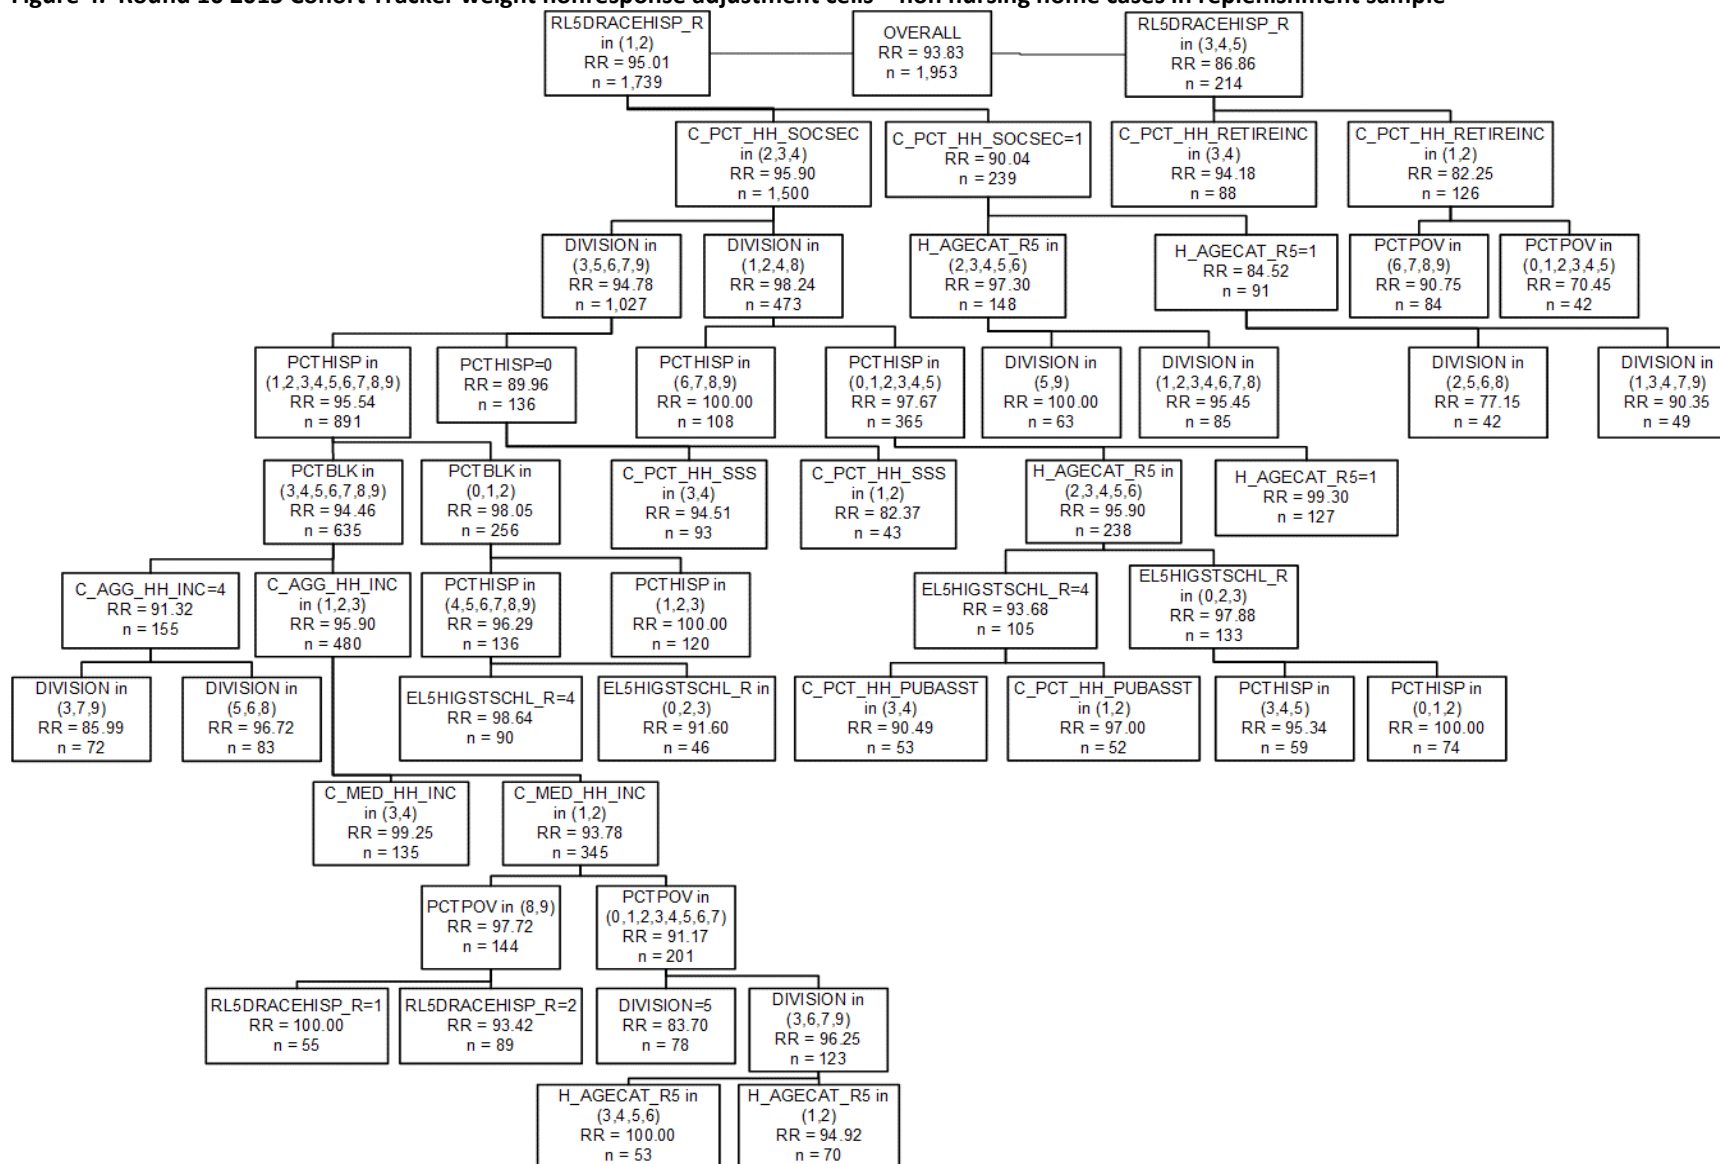 Figure 4. Round 10 2015 Cohort Tracker weight nonresponse adjustment cells – non nursing home cases in replenishment sample
RL5DRACEHISP_R
in (1,2)
RR = 95.01
n = 1,739
OVERALL
RR = 93.83
n = 1,953
RL5DRACEHISP_R
in (3,4,5)
RR = 86.86
n = 214
C_PCT_HH_SOCSEC
in (2,3,4)
RR = 95.90
n = 1,500
C_PCT_HH_SOCSEC=1
RR = 90.04
n = 239
C_PCT_HH_RETIREINC
in (3,4)
RR = 94.18
n = 88
C_PCT_HH_RETIREINC
in (1,2)
RR = 82.25
n = 126
DIVISION in
(3,5,6,7,9)
RR = 94.78
n = 1,027
DIVISION in
(1,2,4,8)
RR = 98.24
n = 473
H_AGECAT_R5 in
(2,3,4,5,6)
RR = 97.30
n = 148
H_AGECAT_R5=1
RR = 84.52
n = 91
PCTPOV in
(6,7,8,9)
RR = 90.75
n = 84
PCTPOV in
(0,1,2,3,4,5)
RR = 70.45
n = 42
PCTHISP in
(1,2,3,4,5,6,7,8,9)
RR = 95.54
n = 891
PCTHISP=0
RR = 89.96
n = 136
PCTHISP in
(6,7,8,9)
RR = 100.00
n = 108
PCTHISP in
(0,1,2,3,4,5)
RR = 97.67
n = 365
DIVISION in
(5,9)
RR = 100.00
n = 63
DIVISION in
(1,2,3,4,6,7,8)
RR = 95.45
n = 85
DIVISION in
(2,5,6,8)
RR = 77.15
n = 42
DIVISION in
(1,3,4,7,9)
RR = 90.35
n = 49
PCTBLK in
(3,4,5,6,7,8,9)
RR = 94.46
n = 635
PCTBLK in
(0,1,2)
RR = 98.05
n = 256
C_PCT_HH_SSS
in (3,4)
RR = 94.51
n = 93
C_PCT_HH_SSS
in (1,2)
RR = 82.37
n = 43
H_AGECAT_R5 in
(2,3,4,5,6)
RR = 95.90
n = 238
H_AGECAT_R5=1
RR = 99.30
n = 127
C_AGG_HH_INC=4
RR = 91.32
n = 155
C_AGG_HH_INC
in (1,2,3)
RR = 95.90
n = 480
PCTHISP in
(4,5,6,7,8,9)
RR = 96.29
n = 136
PCTHISP in
(1,2,3)
RR = 100.00
n = 120
EL5HIGSTSCHL_R=4
RR = 93.68
n = 105
EL5HIGSTSCHL_R
in (0,2,3)
RR = 97.88
n = 133
DIVISION in
(3,7,9)
RR = 85.99
n = 72
DIVISION in
(5,6,8)
RR = 96.72
n = 83
EL5HIGSTSCHL_R=4
RR = 98.64
n = 90
EL5HIGSTSCHL_R in
(0,2,3)
RR = 91.60
n = 46
C_PCT_HH_PUBASST
in (3,4)
RR = 90.49
n = 53
C_PCT_HH_PUBASST
in (1,2)
RR = 97.00
n = 52
PCTHISP in
(3,4,5)
RR = 95.34
n = 59
PCTHISP in
(0,1,2)
RR = 100.00
n = 74
C_MED_HH_INC
in (3,4)
RR = 99.25
n = 135
C_MED_HH_INC
in (1,2)
RR = 93.78
n = 345
PCTPOV in (8,9)
RR = 97.72
n = 144
PCTPOV in
(0,1,2,3,4,5,6,7)
RR = 91.17
n = 201
RL5DRACEHISP_R=1
RR = 100.00
n = 55
RL5DRACEHISP_R=2
RR = 93.42
n = 89
DIVISION=5
RR = 83.70
n = 78
DIVISION in
(3,6,7,9)
RR = 96.25
n = 123
H_AGECAT_R5 in
(3,4,5,6)
RR = 100.00
n = 53
H_AGECAT_R5 in
(1,2)
RR = 94.92
n = 70